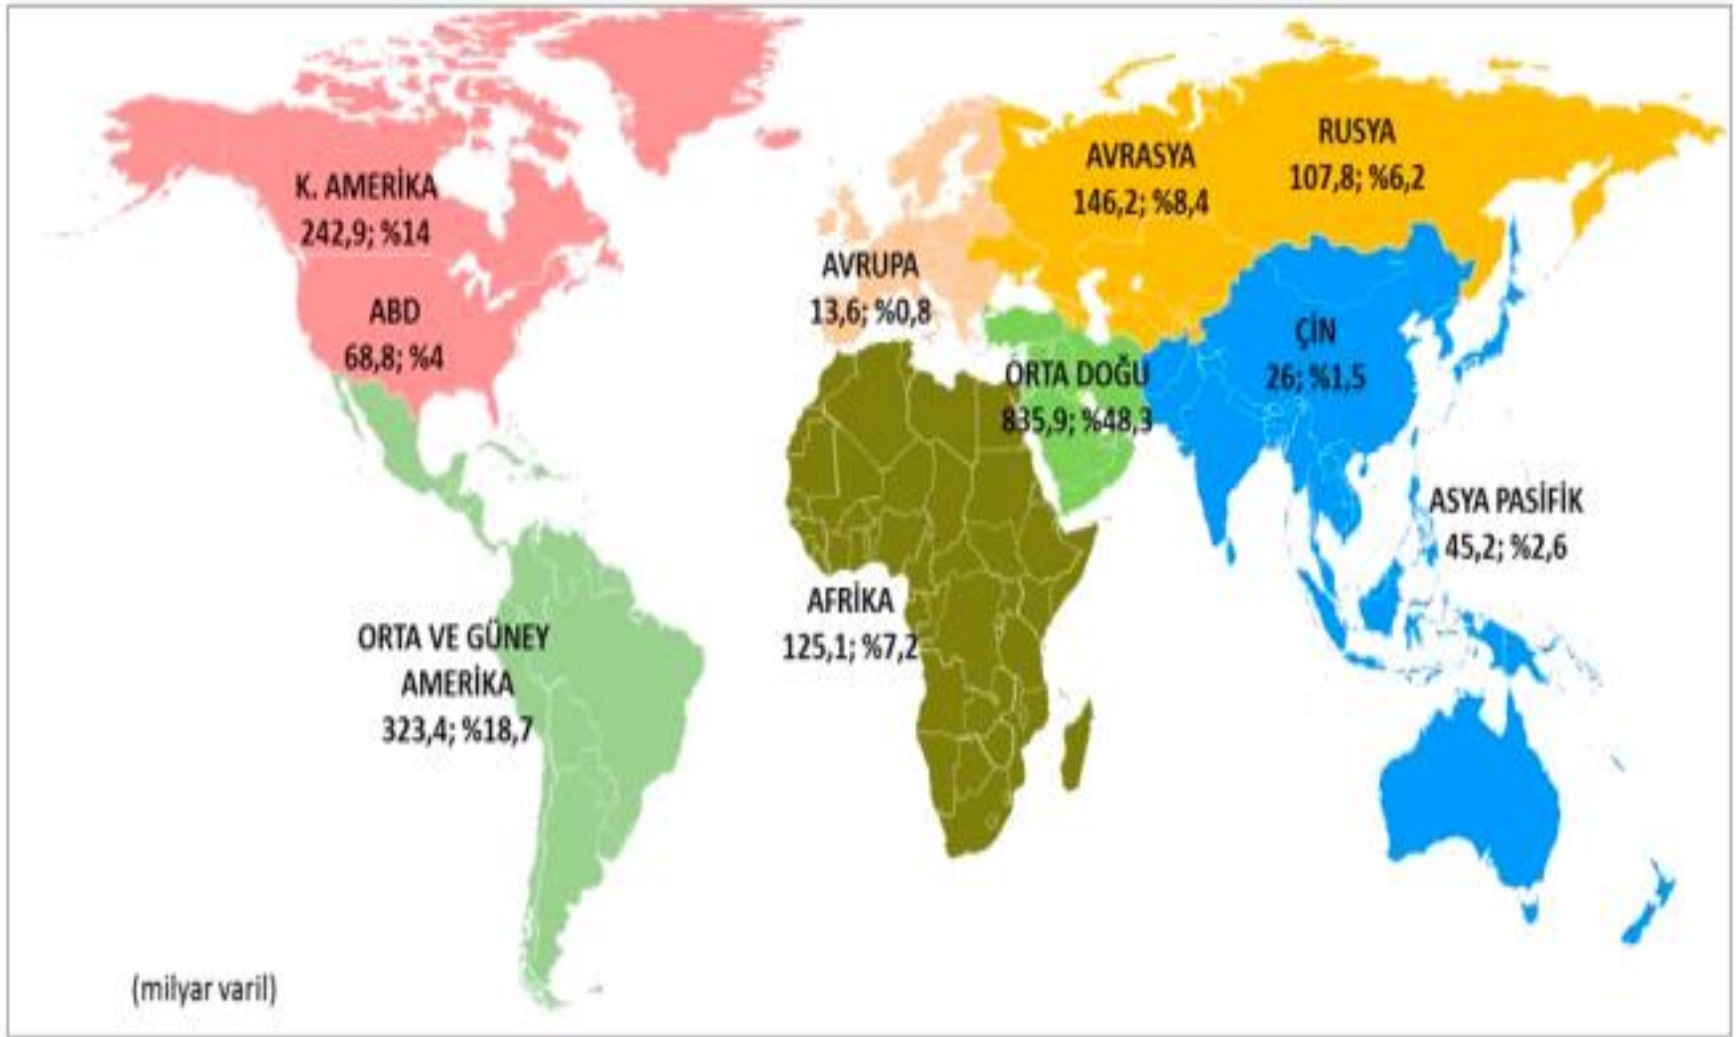 K. AMERİKA
242,9; %14
ABD
68,8; %4
ORTA VE GÜNEY
AMERİKA
323,4; %18,7
AVRUPA
13,6; %0,8
AFRİKA
125,1; %7,2
ORTA DOĞU
835,9; %48,3
AVRASYA
146,2; %8,4
RUSYA
107,8; %6,2
ÇİN
26; %1,5
ASYA PASİFİK
45,2; %2,6
(milyar varil)